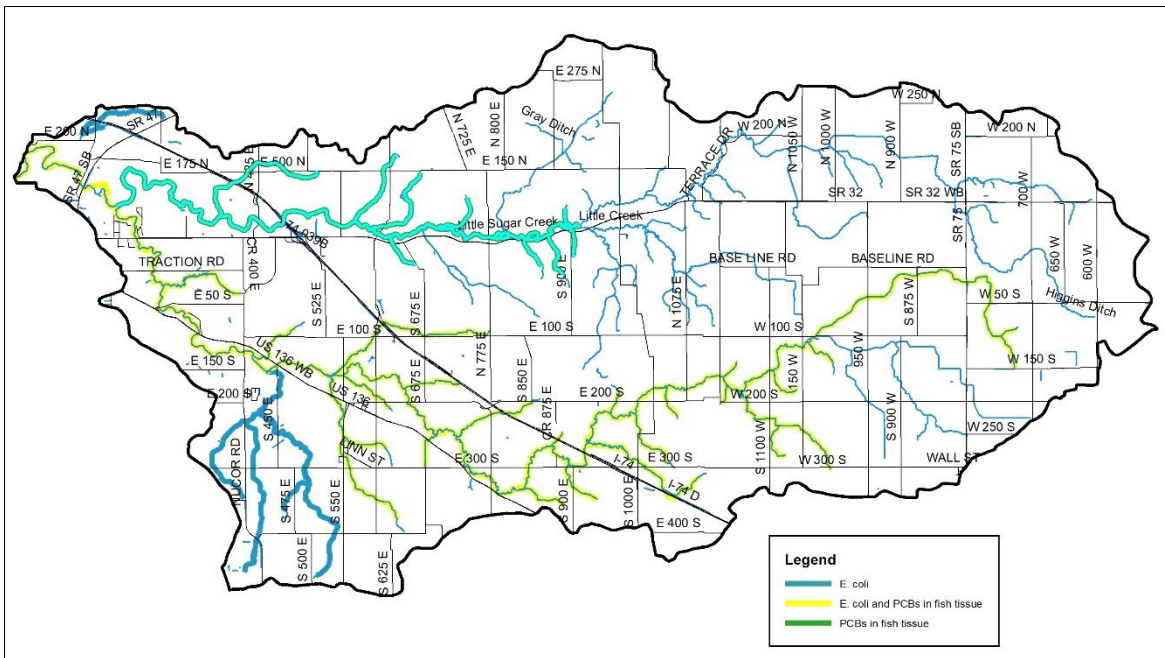 E 275 N
W 250 N
E 200 N
SR 47
N 725 E
N 800 E
Gray Ditch
TERRACE DR
W 200 N
N 1050 W
N 1000 W
N 900 W
SR 75 SB
W 200 N
E 175 N
E 500 N
E 150 N
SR 47 SB
SR 32
SR 32 WB
700 W
Little Sugar Creek
Little Creek
SR 75
74 039B
CR 400 E
TRACTION RD
S 900 E
BASE LINE RD
BASELINE RD
650 W
600 W
E 50 S
S 525 E
S 675 E
N 1075 E
S 875 W
W 50 S
Higgins Ditch
E 100 S
E 100 S
W 100 S
US 136 WB
N 775 E
950 W
E 150 S
W 150 S
150 W
S 675 E
S 850 E
E 200 S
US 136
E 200 S
W 200 S
S 450 E
CR 875 E
S 900 W
W 250 S
S 1100 W
LINN ST
E 300 S
I-74
E 300 S
W 300 S
WALL ST
NUCOR RD
S 475 E
S 550 E
S 900 E
S 1000 E
I-74 D
E 400 S
S 500 E
S 625 E
Legend
E. coli
E. coli and PCBs in fish tissue
PCBs in fish tissue